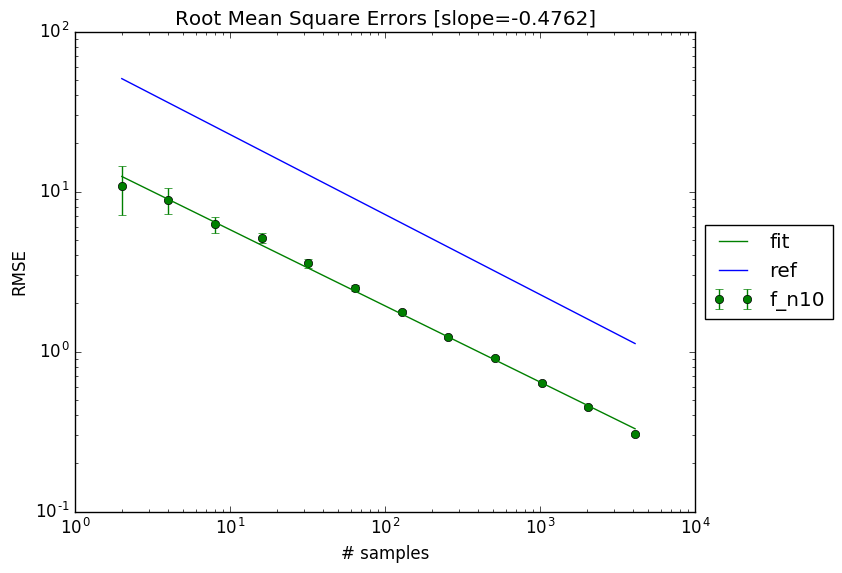 Root Mean Square Errors [slope=-0.4762]
10^2
10^1
10^0
10^-1
RMSE
10^0 10^1 10^2 10^3 10^4
# samples
fit
ref
f_n10